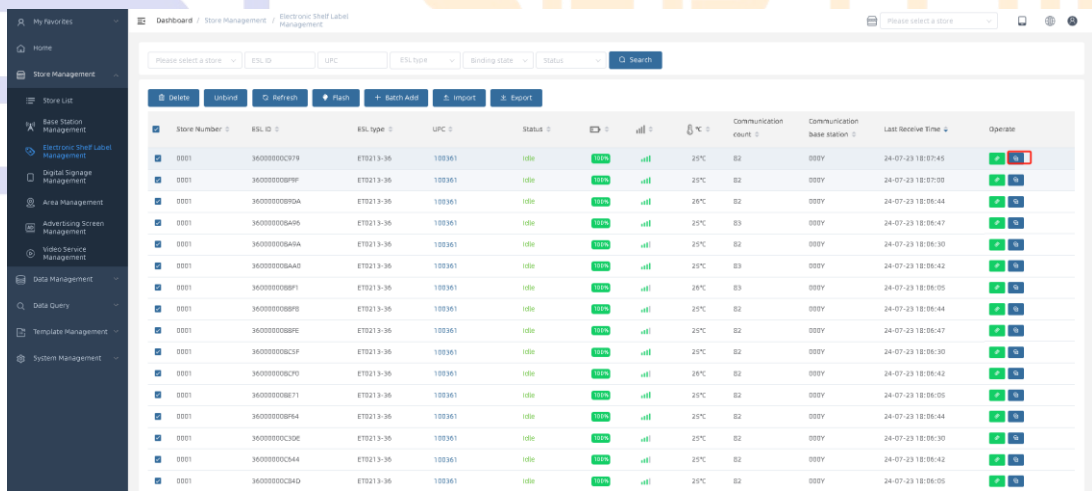 My Favorites
Dashboard / Store Management / Electronic Shelf Label Management
Please select a store
Home
Store Management
Store List
Base Station Management
Electronic Shelf Label Management
Digital Signage Management
Area Management
Advertising Screen Management
Video Service Management
Data Management
Data Query
Template Management
System Management
Please select a store ESL ID UPC ESL type Binding state Status Search
Delete Unbind Refresh Flash + Batch Add Import Export
Store Number ESL ID ESL type UPC Status °C Communication count Communication base station Last Receive Time Operate
0001 36000000C979 ET0213-36 100361 Idle 100% 25°C 82 000Y 24-07-23 18:07:45
0001 ET0213-36 100361 Idle 100% 25°C 82 000Y 24-07-23 18:07:00
0001 ET0213-36 100361 Idle 100% 26°C 82 000Y 24-07-23 18:06:44
0001 360000008A96 ET0213-36 100361 Idle 100% 25°C 83 000Y 24-07-23 18:06:47
0001 360000008A9A ET0213-36 100361 Idle 100% 25°C 82 000Y 24-07-23 18:06:30
0001 360000008AA0 ET0213-36 100361 Idle 100% 25°C 83 000Y 24-07-23 18:06:42
0001 360000008BF1 ET0213-36 100361 Idle 100% 26°C 83 000Y 24-07-23 18:06:05
0001 ET0213-36 100361 Idle 100% 25°C 82 000Y 24-07-23 18:06:44
0001 360000008BFE ET0213-36 100361 Idle 100% 25°C 82 000Y 24-07-23 18:06:47
0001 360000008C5F ET0213-36 100361 Idle 100% 25°C 82 000Y 24-07-23 18:06:30
0001 ET0213-36 100361 Idle 100% 26°C 82 000Y 24-07-23 18:06:42
0001 360000008E71 ET0213-36 100361 Idle 100% 25°C 82 000Y 24-07-23 18:06:05
0001 360000008F64 ET0213-36 100361 Idle 100% 25°C 82 000Y 24-07-23 18:06:44
0001 36000000C30E ET0213-36 100361 Idle 100% 25°C 82 000Y 24-07-23 18:06:30
0001 36000000C644 ET0213-36 100361 Idle 100% 25°C 82 000Y 24-07-23 18:06:42
0001 36000000C84D ET0213-36 100361 Idle 100% 25°C 82 000Y 24-07-23 18:06:05